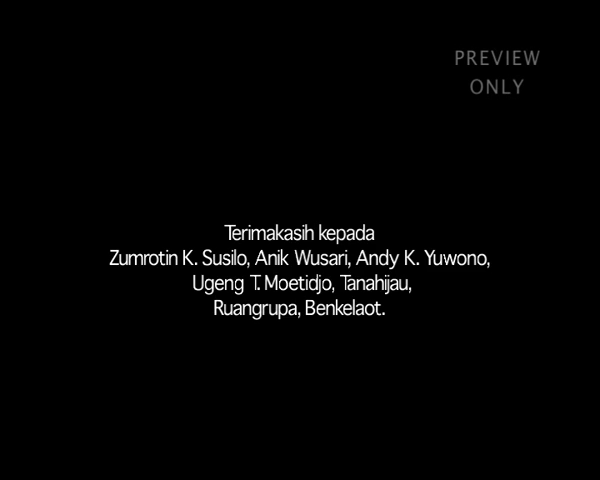 PREVIEW
ONLY
Terimakasih kepada
Zumrotin K. Susilo, Anik Wusari, Andy K. Yuwono,
Ugeng T. Moetidjo, Tanahijau,
Ruangrupa, Benkelaot.